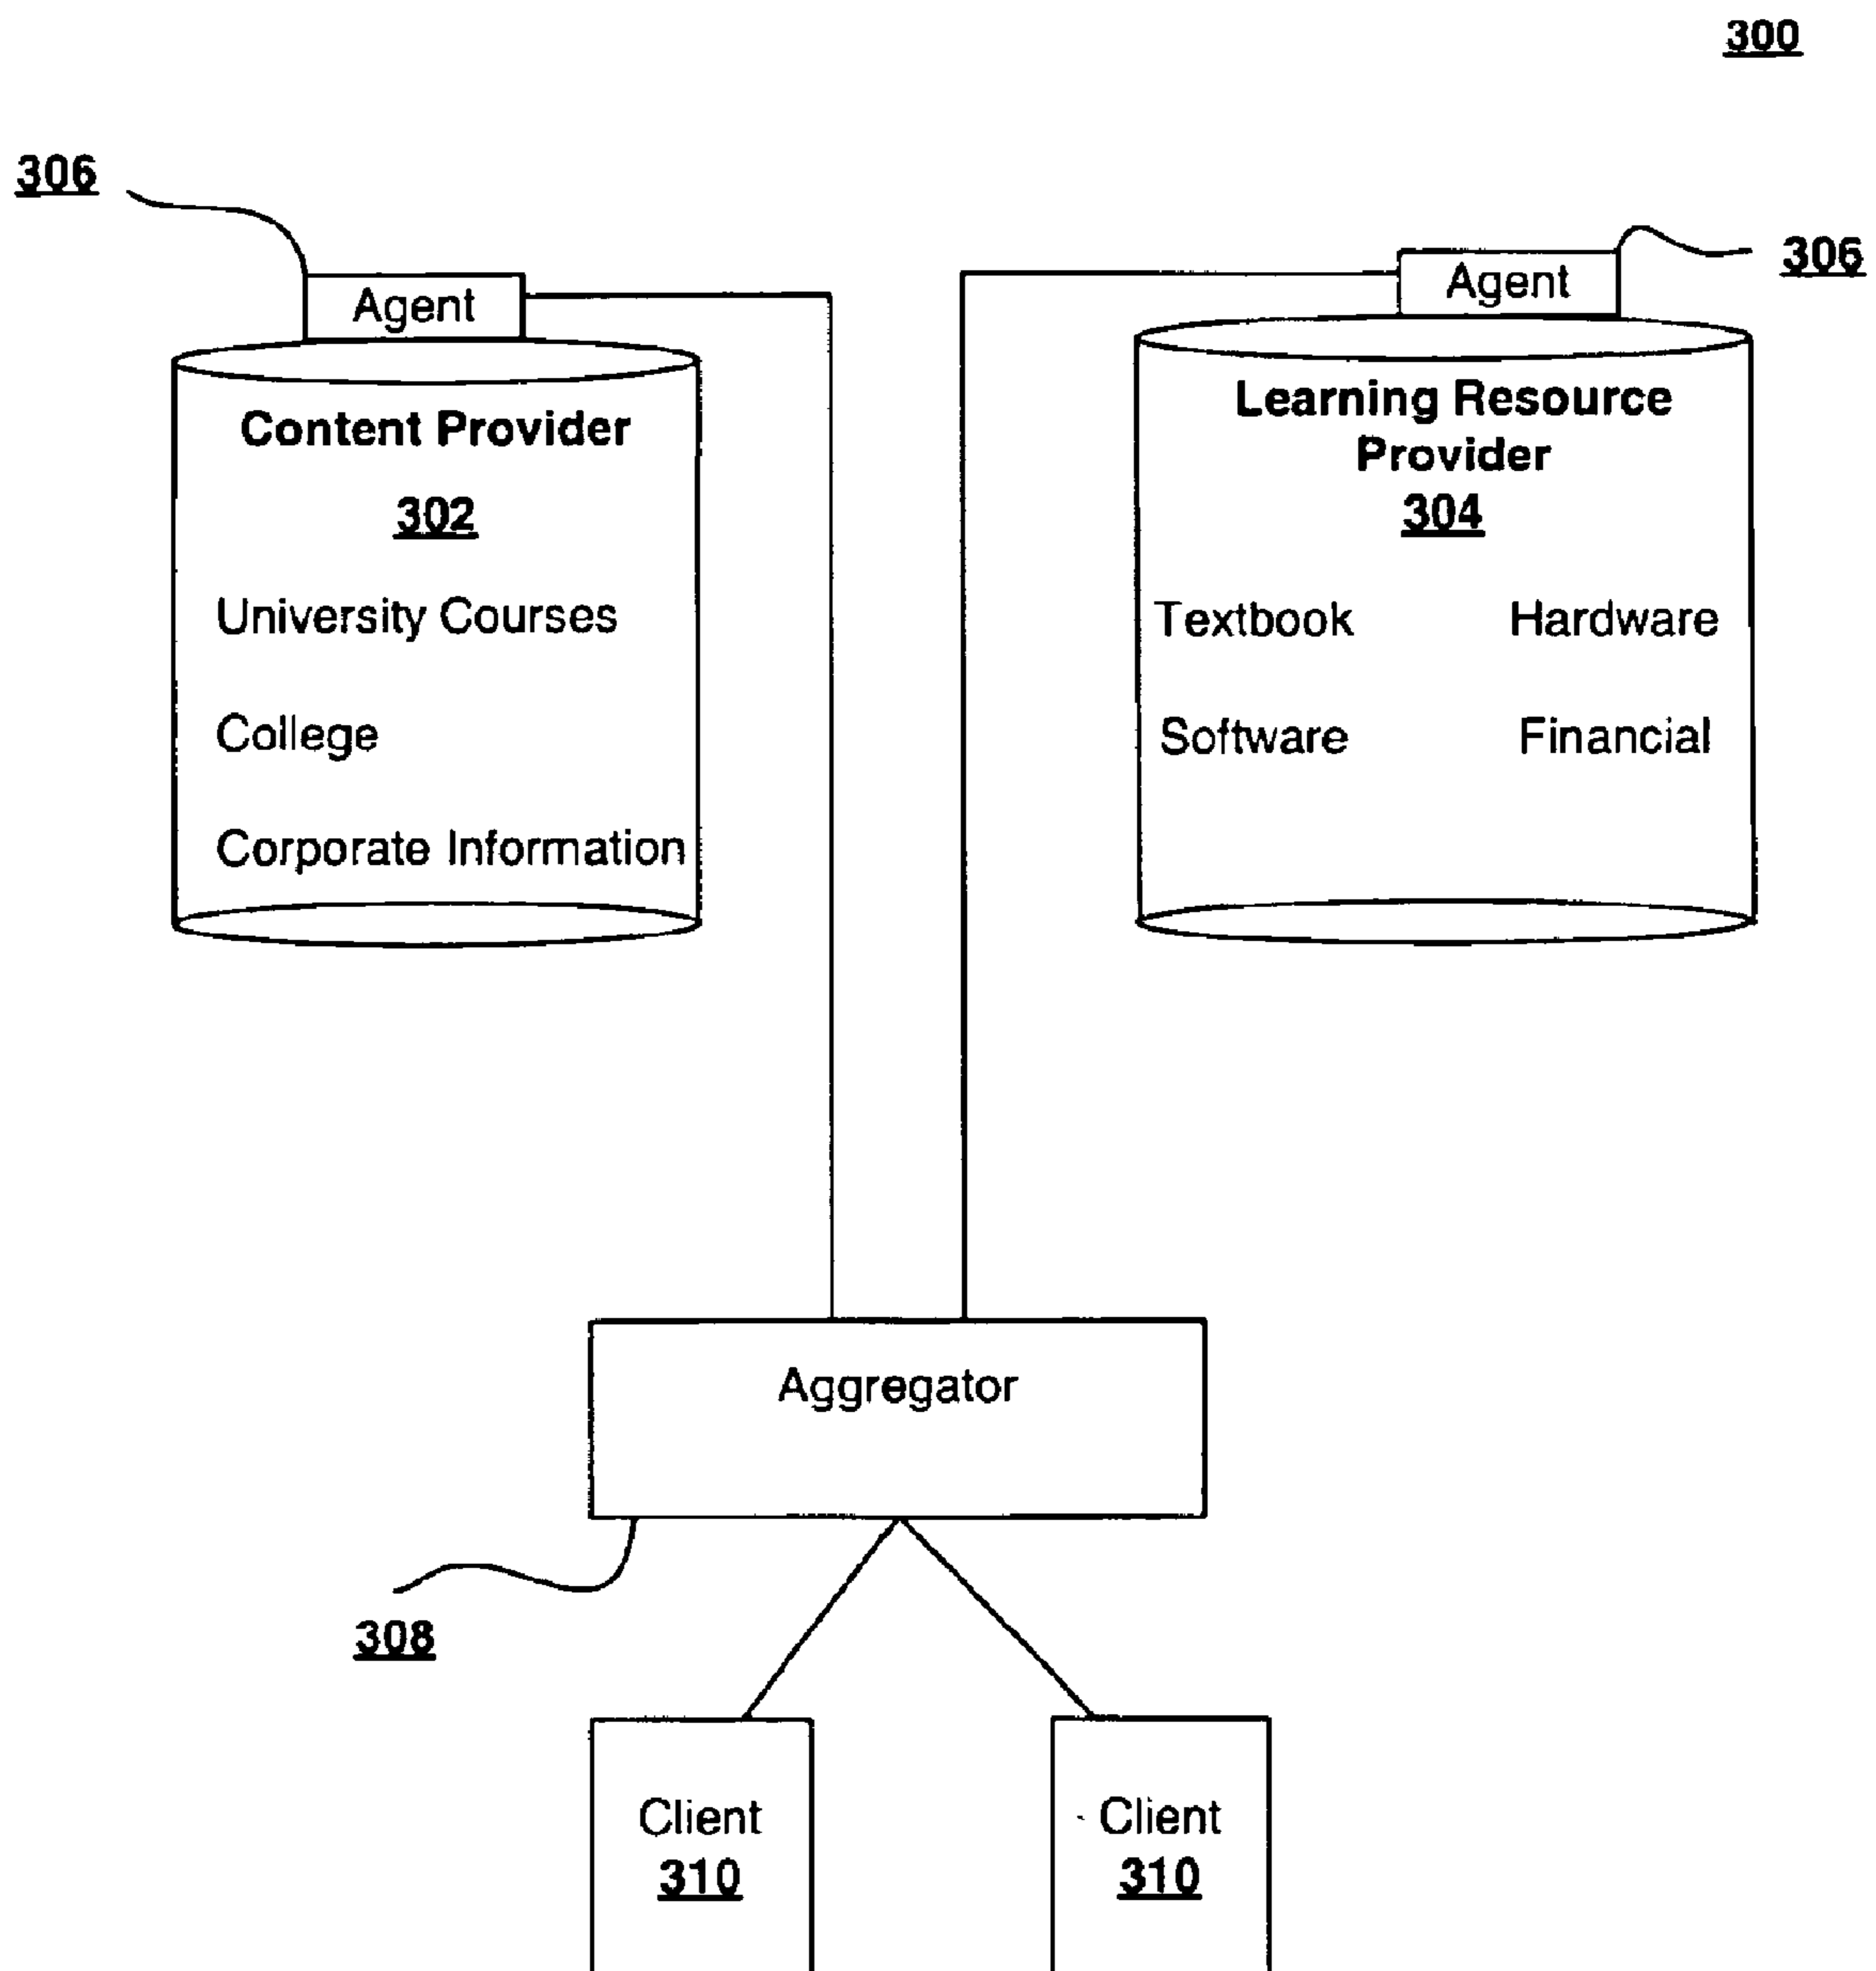 300
306
306
Agent
Agent
Content Provider
302
University Courses
College
Corporate Information
Learning Resource
Provider
304
Textbook Hardware
Software Financial
Aggregator
308
Client
310
Client
310